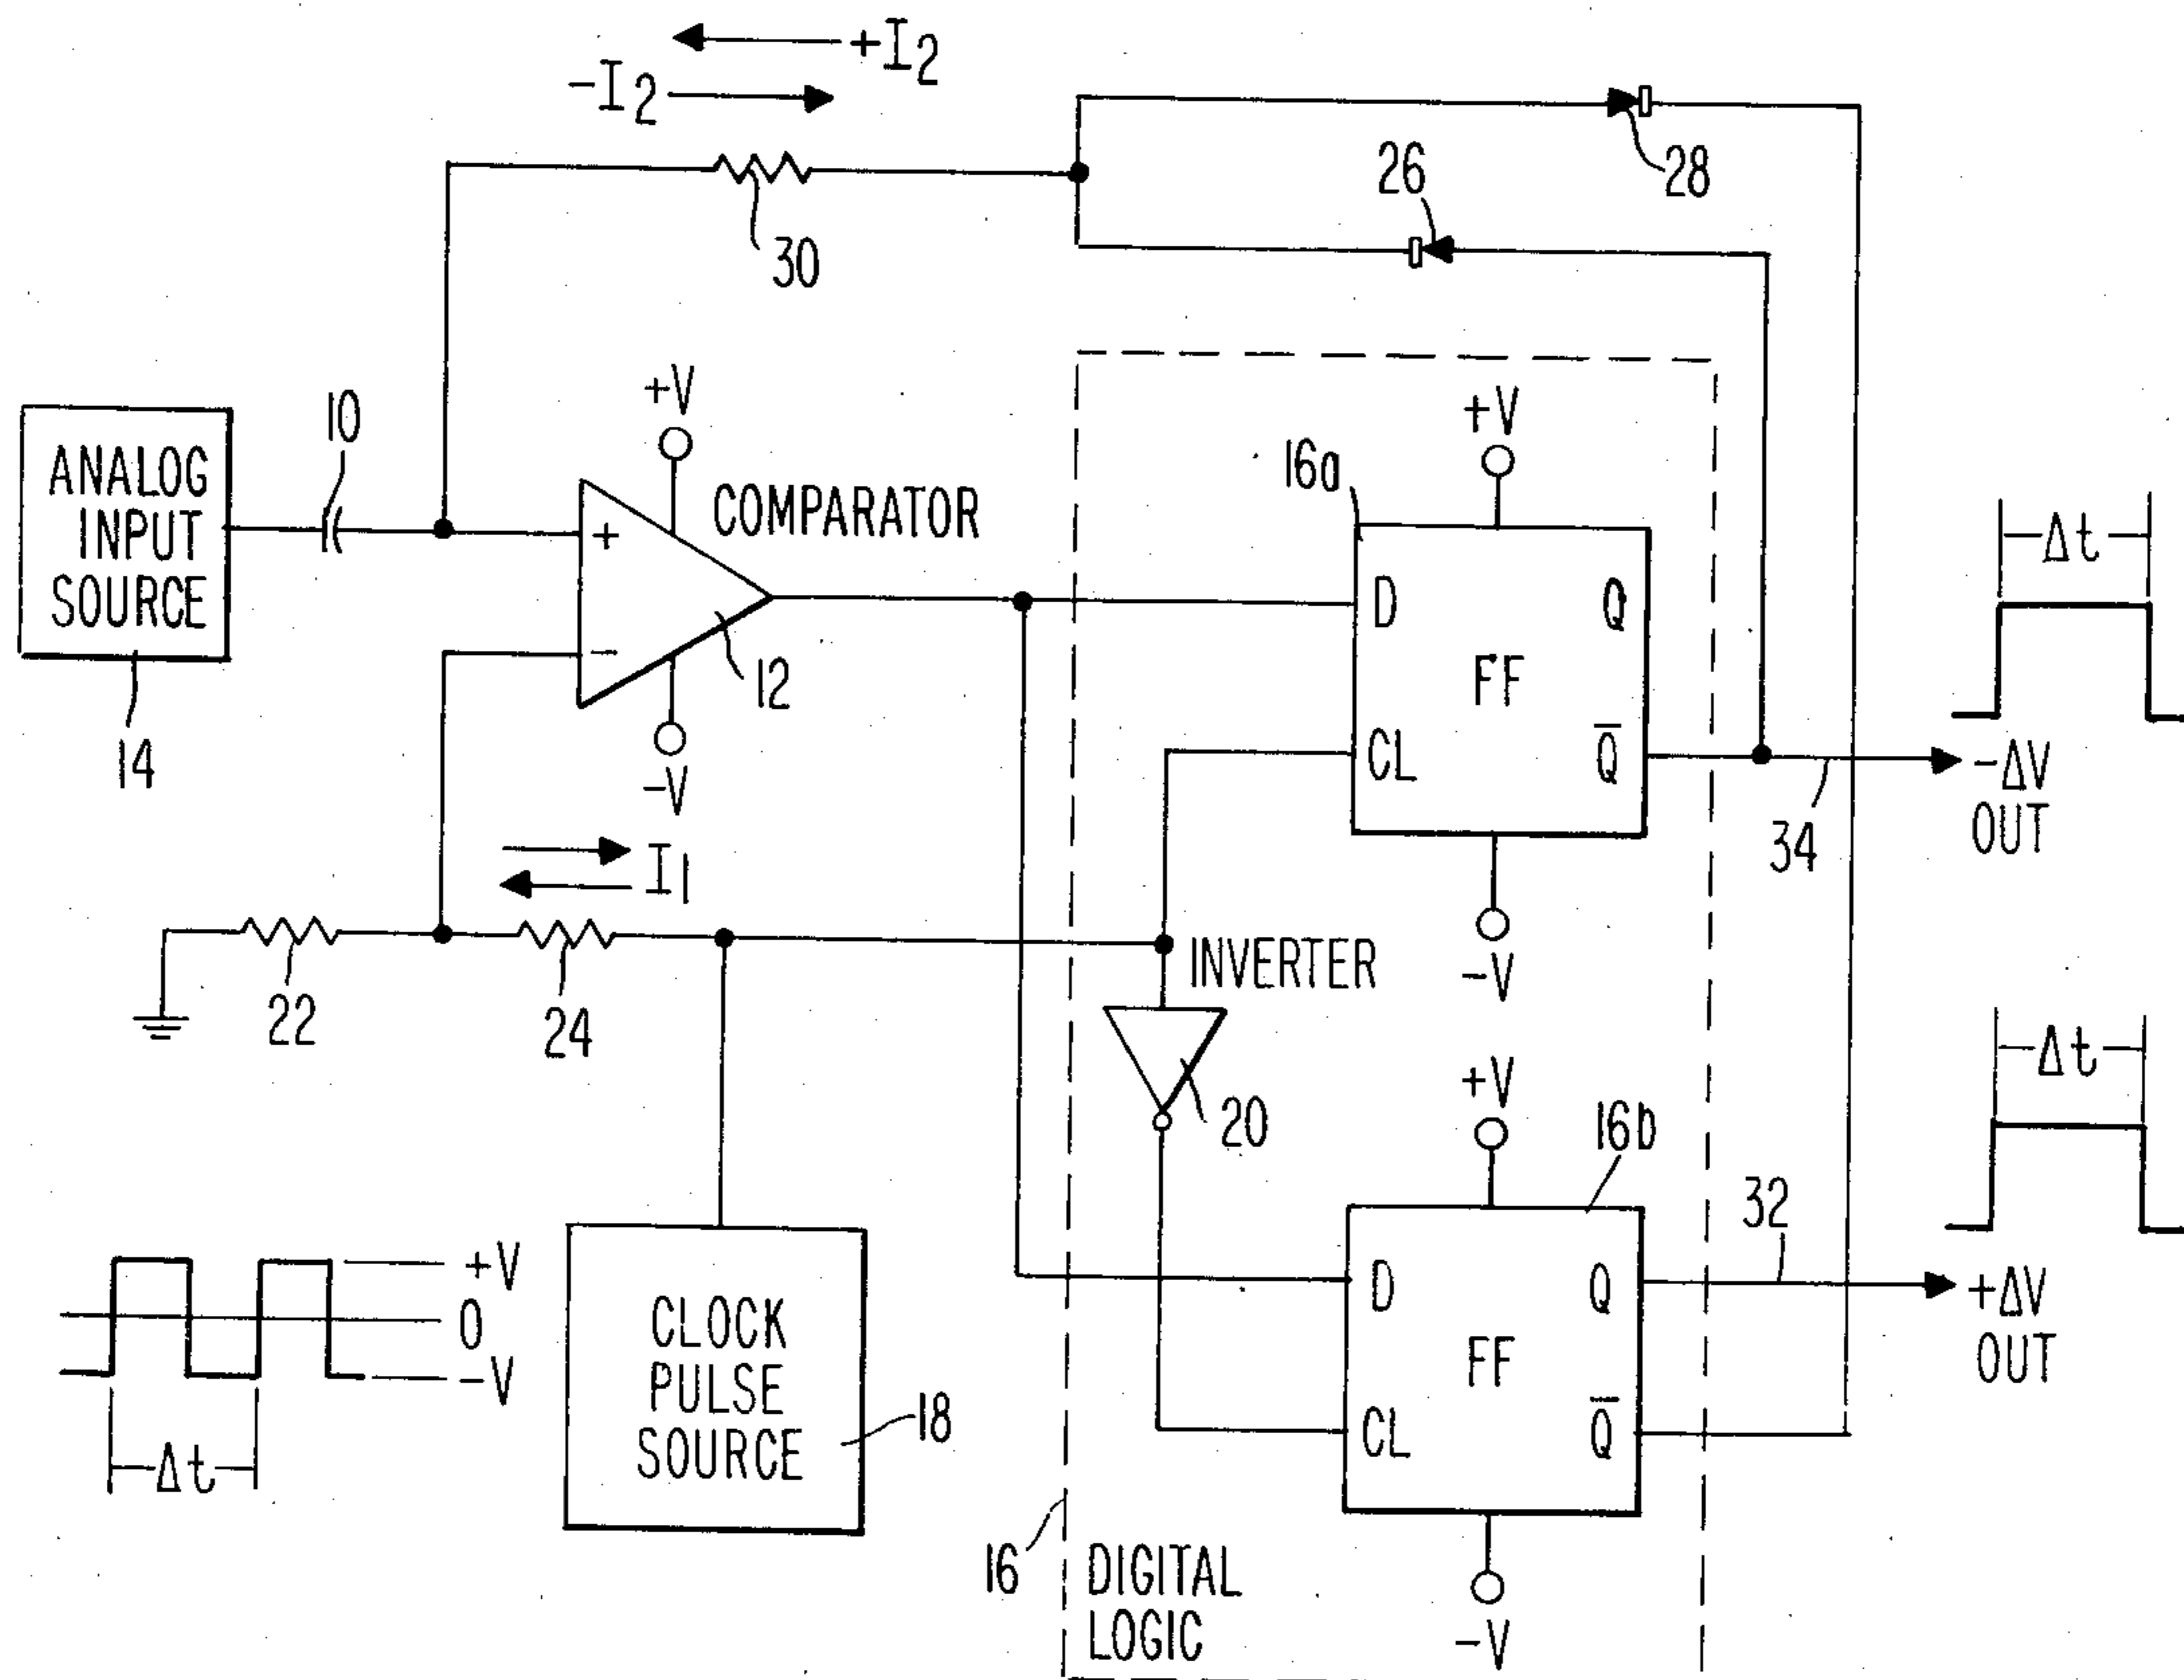 +I2
-I2
28
26
30
+V
10
ANALOG
INPUT
SOURCE
COMPARATOR
+
-
12
-V
14
I1
22
24
16a
+V
D
Q
FF
CL
Q̅
-V
Δt
-ΔV
OUT
34
INVERTER
20
+V
16b
Δt
32
D
Q
FF
CL
Q̅
-V
+ΔV
OUT
+V
0
-V
Δt
CLOCK
PULSE
SOURCE
18
16
DIGITAL
LOGIC